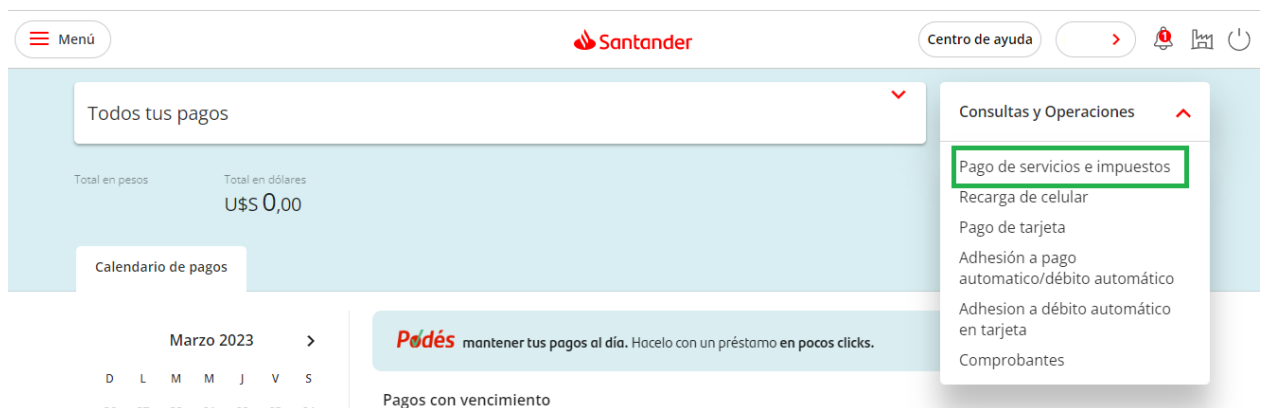 Menú
Santander
Centro de ayuda
1
Todos tus pagos
Consultas y Operaciones
Pago de servicios e impuestos
Recarga de celular
Pago de tarjeta
Adhesión a pago
automatico/débito automático
Adhesion a débito automático
en tarjeta
Comprobantes
Total en pesos
Total en dólares
U$S 0,00
Calendario de pagos
Marzo 2023
D L M M J V S
Podés mantener tus pagos al día. Hacelo con un préstamo en pocos clicks.
Pagos con vencimiento